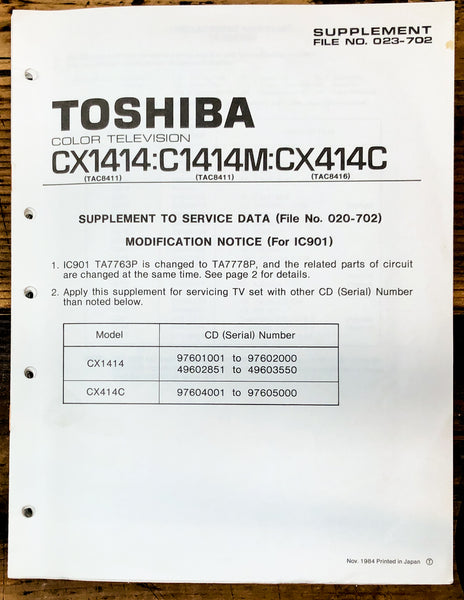 SUPPLEMENT
FILE NO. 023-702
TOSHIBA
COLOR TELEVISION
CX1414:C1414M:CX414C
(TAC8411) (TAC8411) (TAC8416)
SUPPLEMENT TO SERVICE DATA (File No. 020-702)
MODIFICATION NOTICE (For IC901)
1. IC901 TA7763P is changed to TA7778P, and the related parts of circuit
are changed at the same time. See page 2 for details.
2. Apply this supplement for servicing TV set with other CD (Serial) Number
than noted below.
Model CD (Serial) Number
CX1414 97601001 to 97602000
49602851 to 49603550
CX414C 97604001 to 97605000
Nov. 1984 Printed in Japan Ⓣ